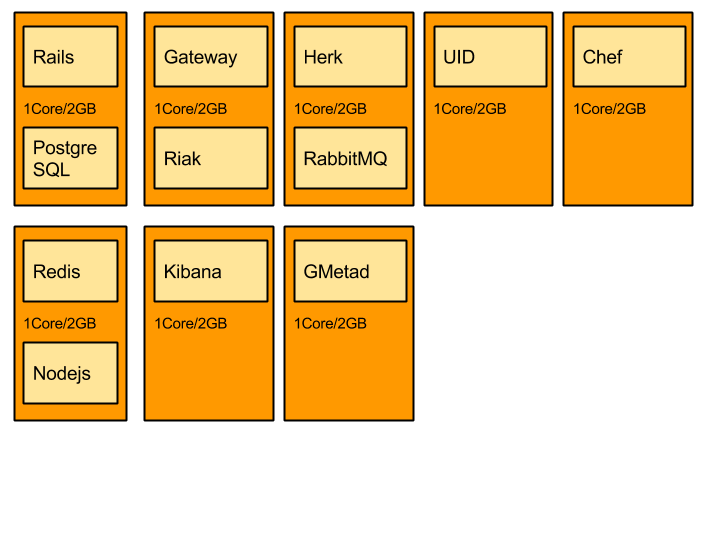 Rails
Gateway
Herk
UID
Chef
1Core/2GB
1Core/2GB
1Core/2GB
1Core/2GB
1Core/2GB
Postgre
SQL
Riak
RabbitMQ
Redis
Kibana
GMetad
1Core/2GB
1Core/2GB
1Core/2GB
Nodejs